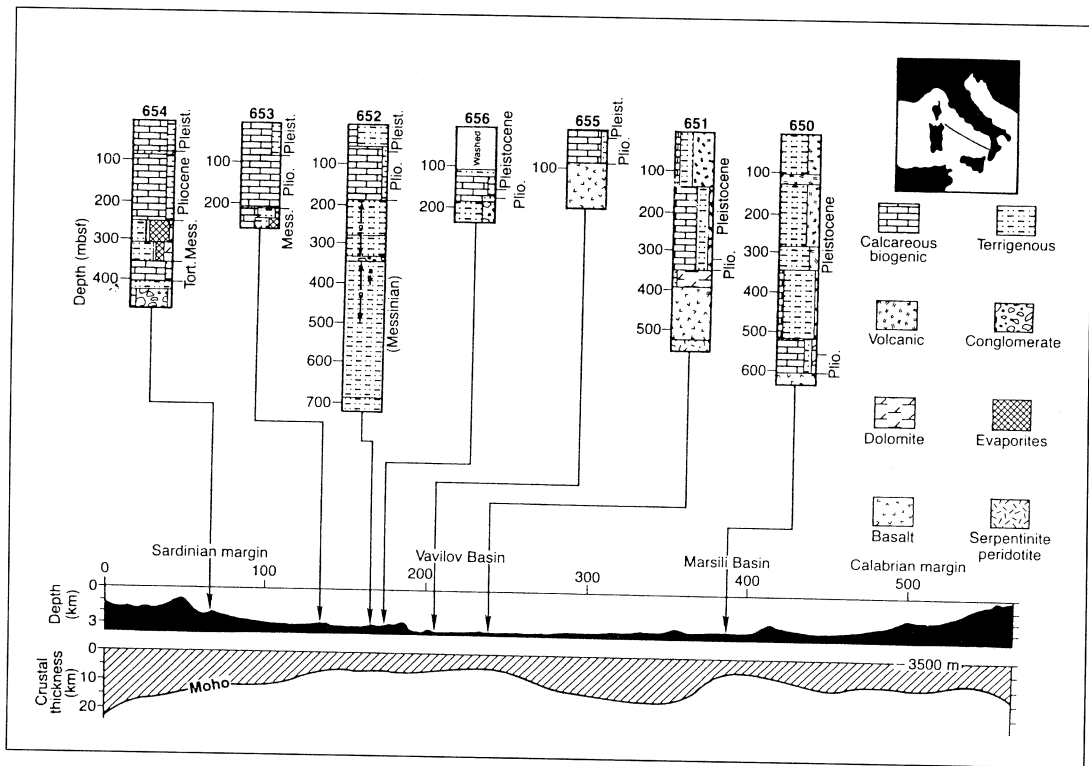 654
653
652
656
655
651
650
Depth (mbsf)
100
200
300
400
Pleist.
Pliocene
Mess.
Tort.
100
200
Pleist.
Plio.
Mess.
100
200
300
400
500
600
700
Pleist.
Plio.
(Messinian)
Washed
100
200
Pleistocene
Plio.
100
Pleist.
Plio.
100
200
300
400
500
Pleistocene
Plio.
100
200
300
400
500
600
Pleistocene
Plio.
Calcareous
biogenic
Terrigenous
Volcanic
Conglomerate
Dolomite
Evaporites
Basalt
Serpentinite
peridotite
Sardinian margin
Vavilov Basin
Marsili Basin
Calabrian margin
0
100
200
300
400
500
Depth
(km)
0
3
Crustal
thickness
(km)
0
10
20
Moho
3500 m